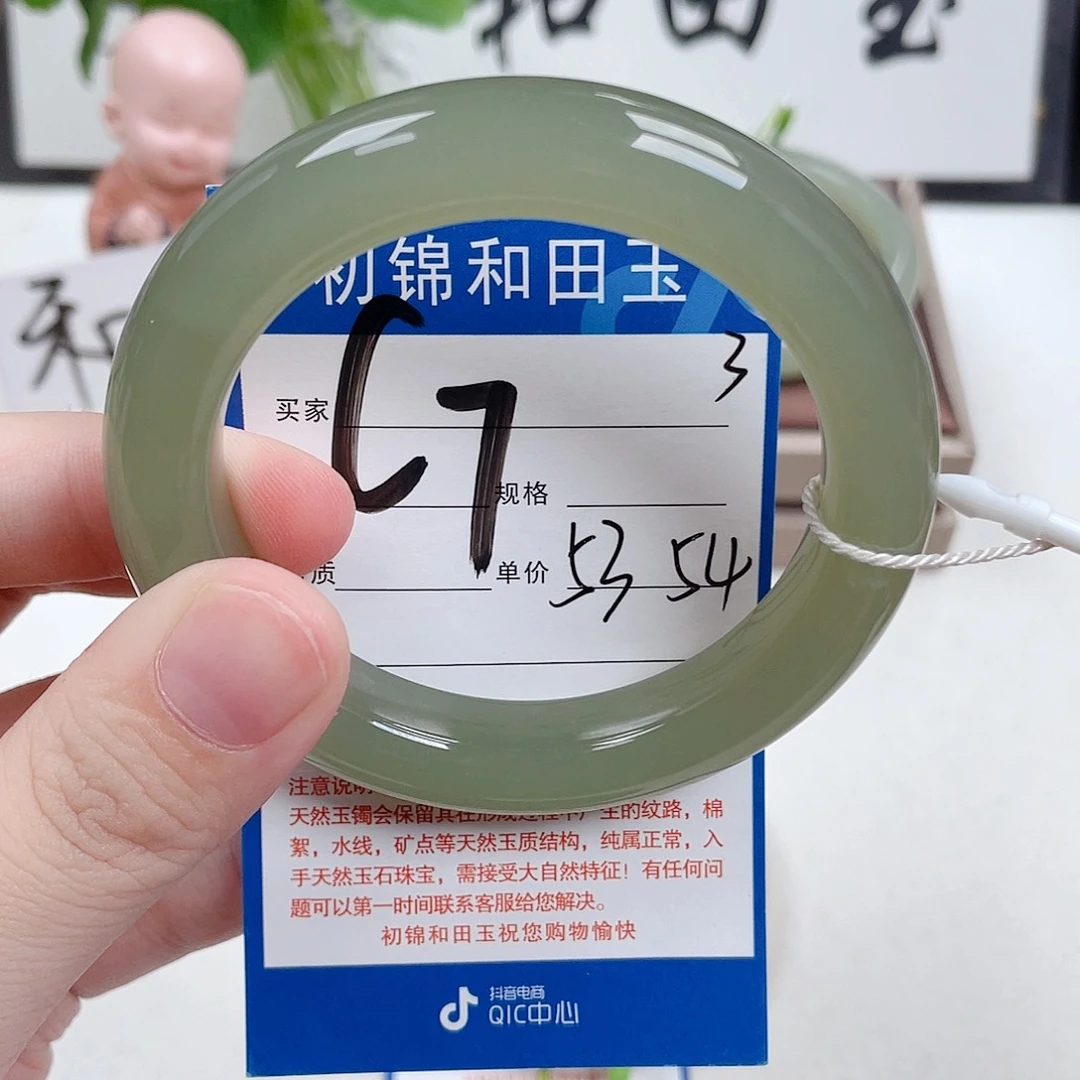 和田玉
和
初锦和田玉
3
买家
C7
规格
质
单价 53 54
注意说明
天然玉镯会保留其在形成过程中产生的纹路，棉
絮，水线，矿点等天然玉质结构，纯属正常，入
手天然玉石珠宝，需接受大自然特征！有任何问
题可以第一时间联系客服给您解决。
初锦和田玉祝您购物愉快
抖音电商
QIC中心